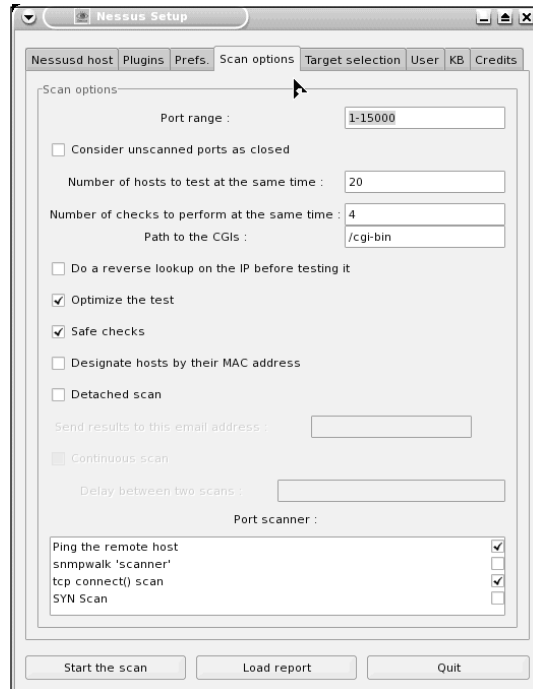 Nessus Setup
Nessusd host Plugins Prefs. Scan options Target selection User KB Credits
Scan options
Port range : 1-15000
Consider unscanned ports as closed
Number of hosts to test at the same time : 20
Number of checks to perform at the same time : 4
Path to the CGIs : /cgi-bin
Do a reverse lookup on the IP before testing it
Optimize the test
Safe checks
Designate hosts by their MAC address
Detached scan
Send results to this email address :
Continuous scan
Delay between two scans :
Port scanner :
Ping the remote host
snmpwalk 'scanner'
tcp connect() scan
SYN Scan
Start the scan Load report Quit